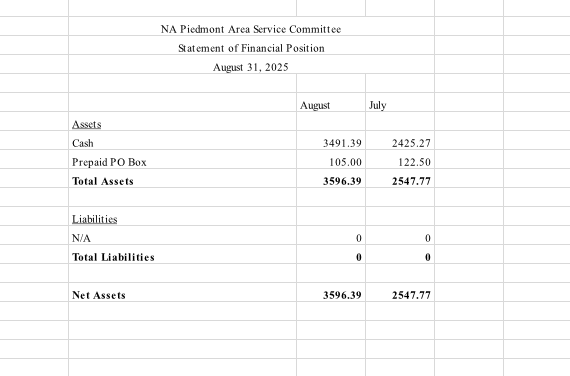 NA Piedmont Area Service Committee
Statement of Financial Position
August 31, 2025
August July
Assets
Cash 3491.39 2425.27
Prepaid PO Box 105.00 122.50
Total Assets 3596.39 2547.77
Liabilities
N/A 0 0
Total Liabilities 0 0
Net Assets 3596.39 2547.77